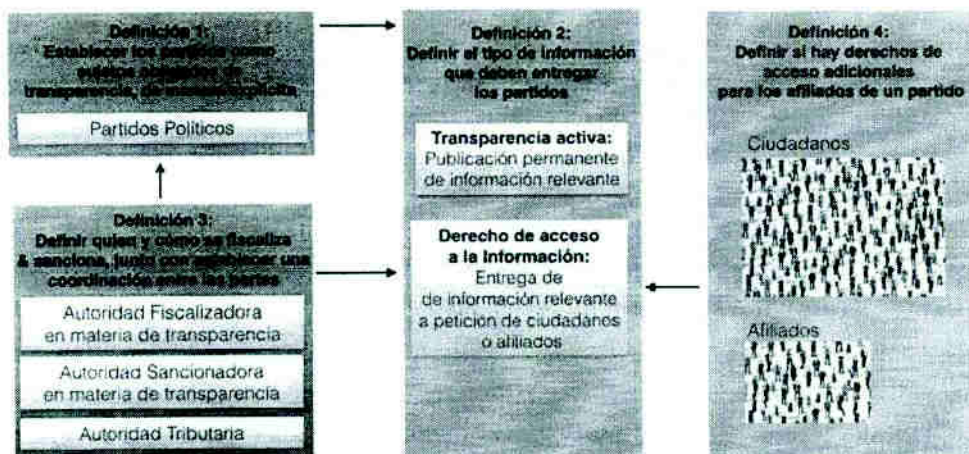 Definición 1:
Establecer los partidos como
sujetos obligados de
transparencia, de manera explícita
Partidos Políticos
Definición 3:
Definir quien y cómo se fiscaliza
& sanciona, junto con establecer una
coordinación entre las partes
Autoridad Fiscalizadora
en materia de transparencia
Autoridad Sancionadora
en materia de transparencia
Autoridad Tributaria
Definición 2:
Definir el tipo de información
que deben entregar
los partidos
Transparencia activa:
Publicación permanente
de información relevante
Derecho de acceso
a la Información:
Entrega de
de información relevante
a petición de ciudadanos
o afiliados
Definición 4:
Definir si hay derechos de
acceso adicionales
para los afiliados de un partido
Ciudadanos
Afiliados